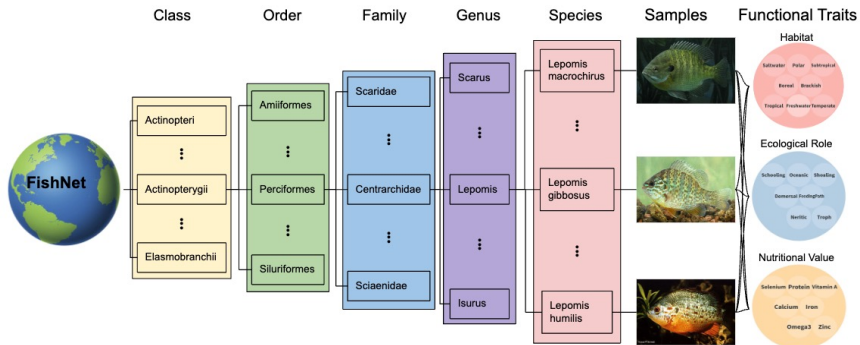 Class
Order
Family
Genus
Species
Samples
Functional Traits
FishNet
Actinopteri
Actinopterygii
Elasmobranchii
Amiiformes
Perciformes
Siluriformes
Scaridae
Centrarchidae
Sciaenidae
Scarus
Lepomis
Isurus
Lepomis
macrochirus
Lepomis
gibbosus
Lepomis
humilis
Habitat
Saltwater Polar Subtropical
Boreal Brackish
Tropical Freshwater Temperate
Ecological Role
Schooling Oceanic Shoaling
Demersal FeedingPath
Neritic Troph
Nutritional Value
Selenium Protein Vitamin A
Calcium Iron
Omega3 Zinc